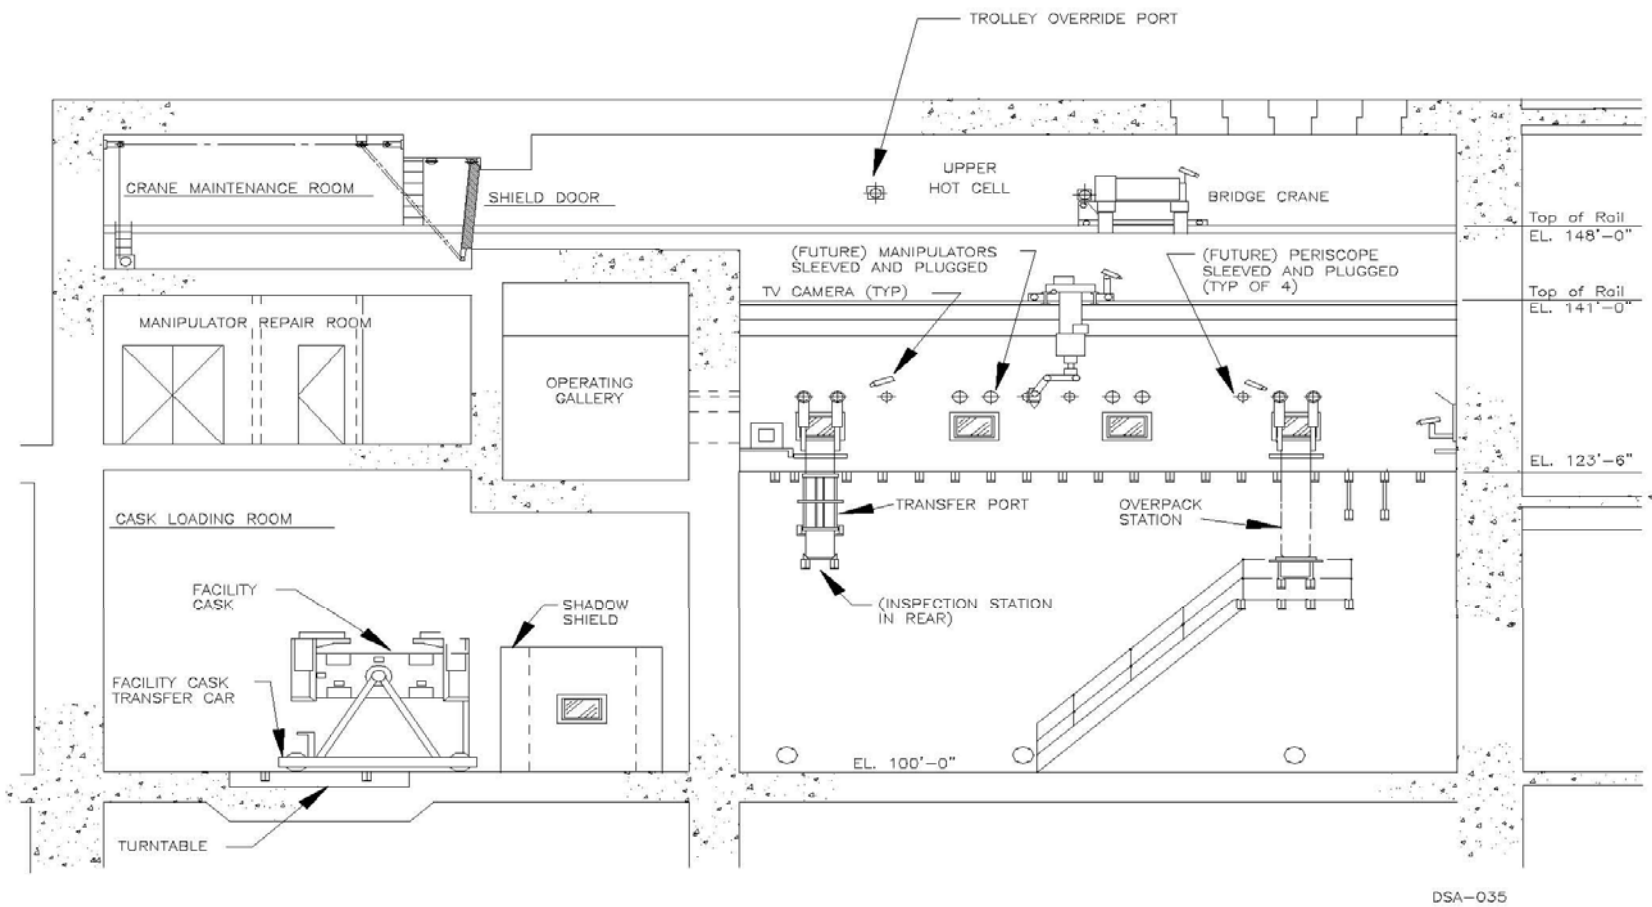 TROLLEY OVERRIDE PORT
CRANE MAINTENANCE ROOM
SHIELD DOOR
UPPER
HOT CELL
BRIDGE CRANE
Top of Rail
EL. 148'-0"
(FUTURE) MANIPULATORS
SLEEVED AND PLUGGED
TV CAMERA (TYP)
(FUTURE) PERISCOPE
SLEEVED AND PLUGGED
(TYP OF 4)
Top of Rail
EL. 141'-0"
MANIPULATOR REPAIR ROOM
OPERATING
GALLERY
EL. 123'-6"
CASK LOADING ROOM
TRANSFER PORT
OVERPACK
STATION
FACILITY
CASK
SHADOW
SHIELD
(INSPECTION STATION
IN REAR)
FACILITY CASK
TRANSFER CAR
EL. 100'-0"
TURNTABLE
DSA-035